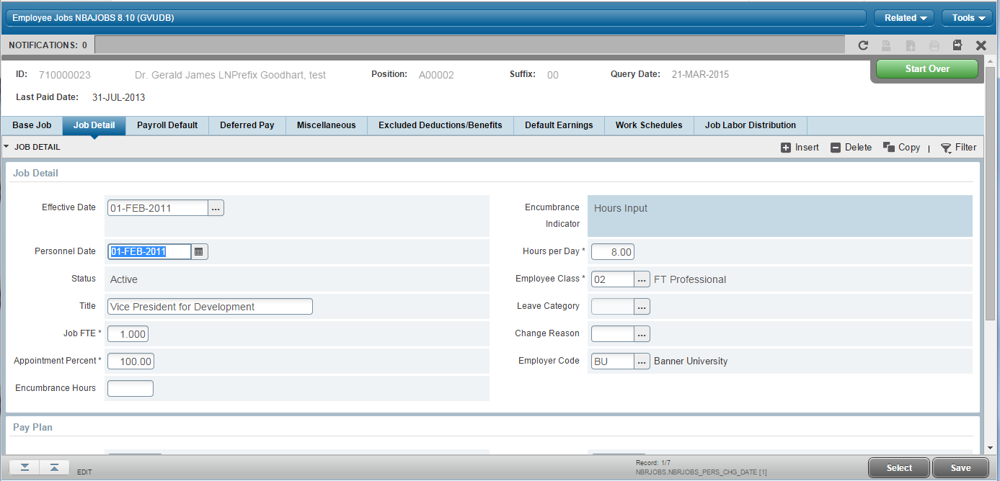 Employee Jobs NBAJOBS 8.10 (GVUDB) Related Tools
NOTIFICATIONS: 0
ID: 710000023 Dr. Gerald James LNPrefix Goodhart, test Position: A00002 Suffix: 00 Query Date: 21-MAR-2015 Start Over
Last Paid Date: 31-JUL-2013
Base Job Job Detail Payroll Default Deferred Pay Miscellaneous Excluded Deductions/Benefits Default Earnings Work Schedules Job Labor Distribution
JOB DETAIL Insert Delete Copy | Filter
Job Detail
Effective Date 01-FEB-2011 ...
Personnel Date 01-FEB-2011
Status Active
Title Vice President for Development
Job FTE * 1.000
Appointment Percent * 100.00
Encumbrance Hours
Encumbrance Hours Input
Indicator
Hours per Day * 8.00
Employee Class * 02 ... FT Professional
Leave Category ...
Change Reason ...
Employer Code BU ... Banner University
Pay Plan
EDIT
Record: 1/7
NBRJOBS.NBRJOBS_PERS_CHG_DATE [1]
Select Save